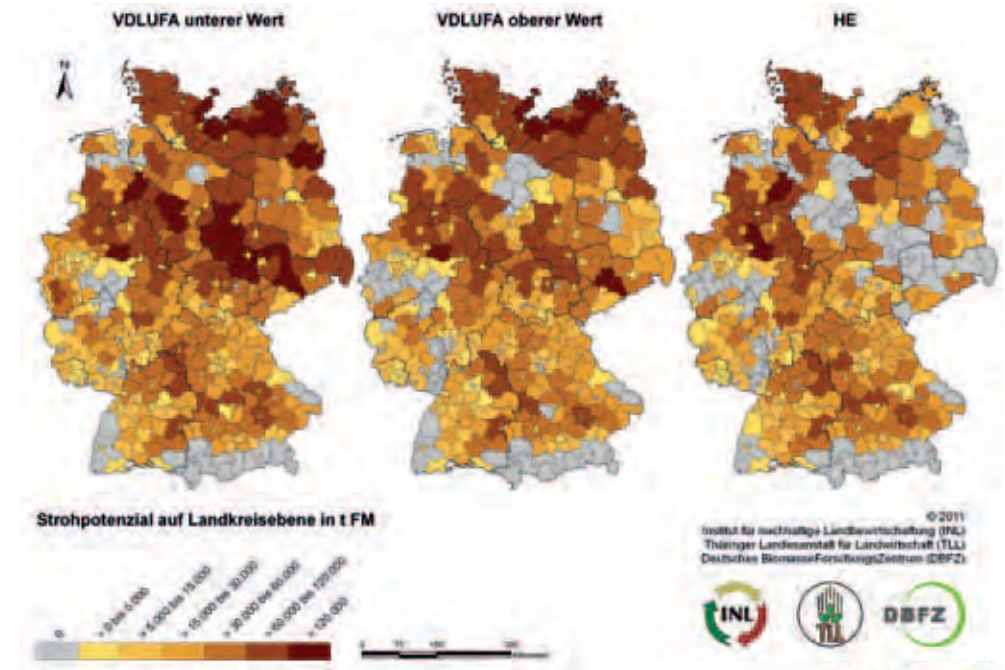 VDLUFA unterer Wert
VDLUFA oberer Wert
HE
N
Strohpotenzial auf Landkreisebene in t FM
0
> 0 bis 5.000
> 5.000 bis 15.000
> 15.000 bis 30.000
> 30.000 bis 60.000
> 60.000 bis 120.000
> 120.000
© 2011
Institut für nachhaltige Landbewirtschaftung (INL)
Thüringer Landesanstalt für Landwirtschaft (TLL)
Deutsches BiomasseForschungsZentrum (DBFZ)
INL
TLL
DBFZ